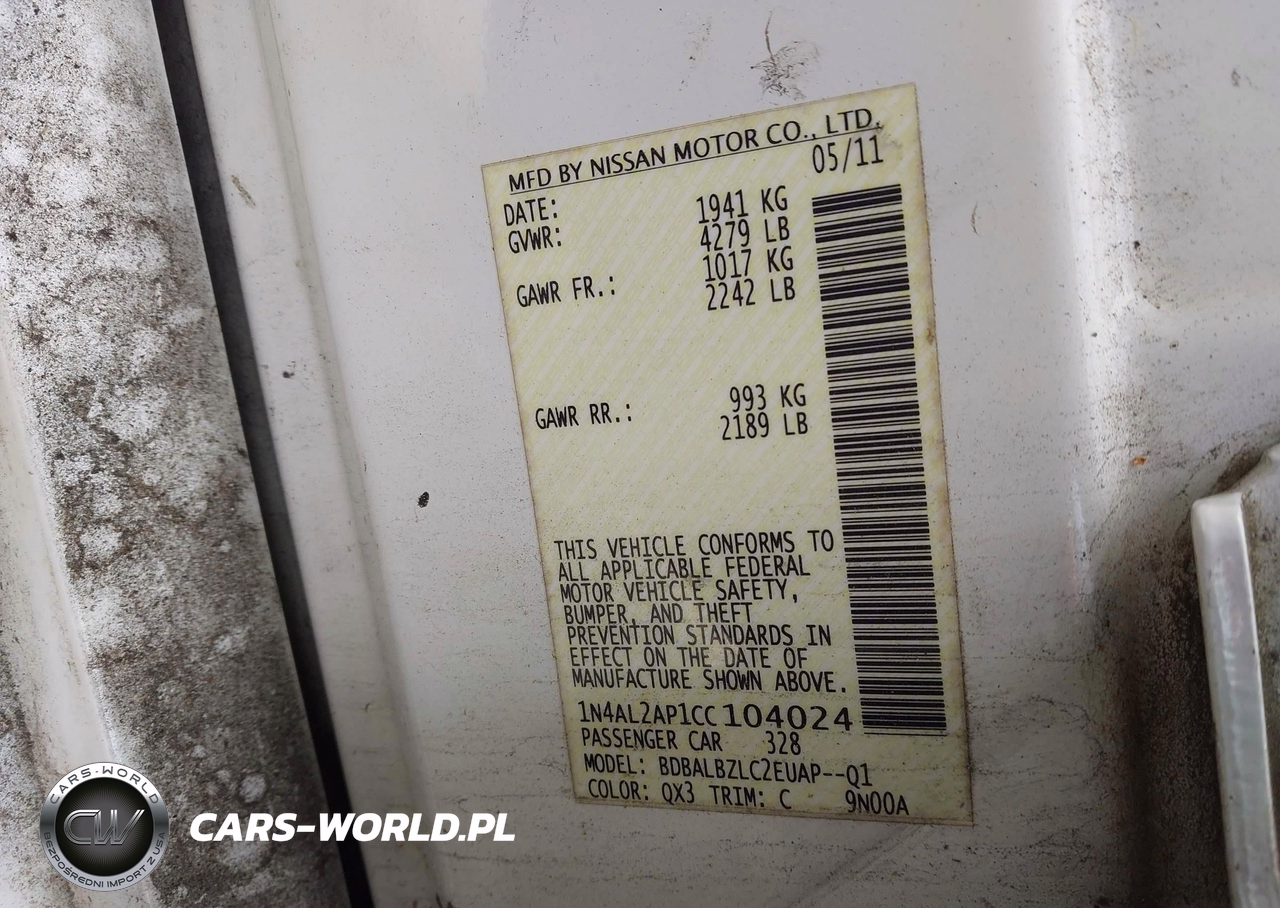 MFD BY NISSAN MOTOR CO., LTD.
DATE: 05/11
GVWR: 1941 KG
4279 LB
GAWR FR.: 1017 KG
2242 LB
GAWR RR.: 993 KG
2189 LB
THIS VEHICLE CONFORMS TO
ALL APPLICABLE FEDERAL
MOTOR VEHICLE SAFETY,
BUMPER, AND THEFT
PREVENTION STANDARDS IN
EFFECT ON THE DATE OF
MANUFACTURE SHOWN ABOVE.
1N4AL2AP1CC104024
PASSENGER CAR 328
MODEL: BDBALBZLC2EUAP--Q1
COLOR: QX3 TRIM: C 9N00A
CARS-WORLD
CW
BEZPOŚREDNI IMPORT Z USA
CARS-WORLD.PL